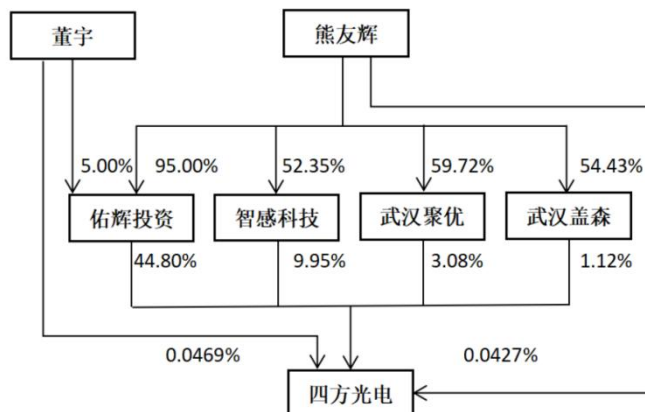 董宇
熊友辉
5.00%
95.00%
52.35%
59.72%
54.43%
佑辉投资
智感科技
武汉聚优
武汉盖森
44.80%
9.95%
3.08%
1.12%
0.0469%
0.0427%
四方光电